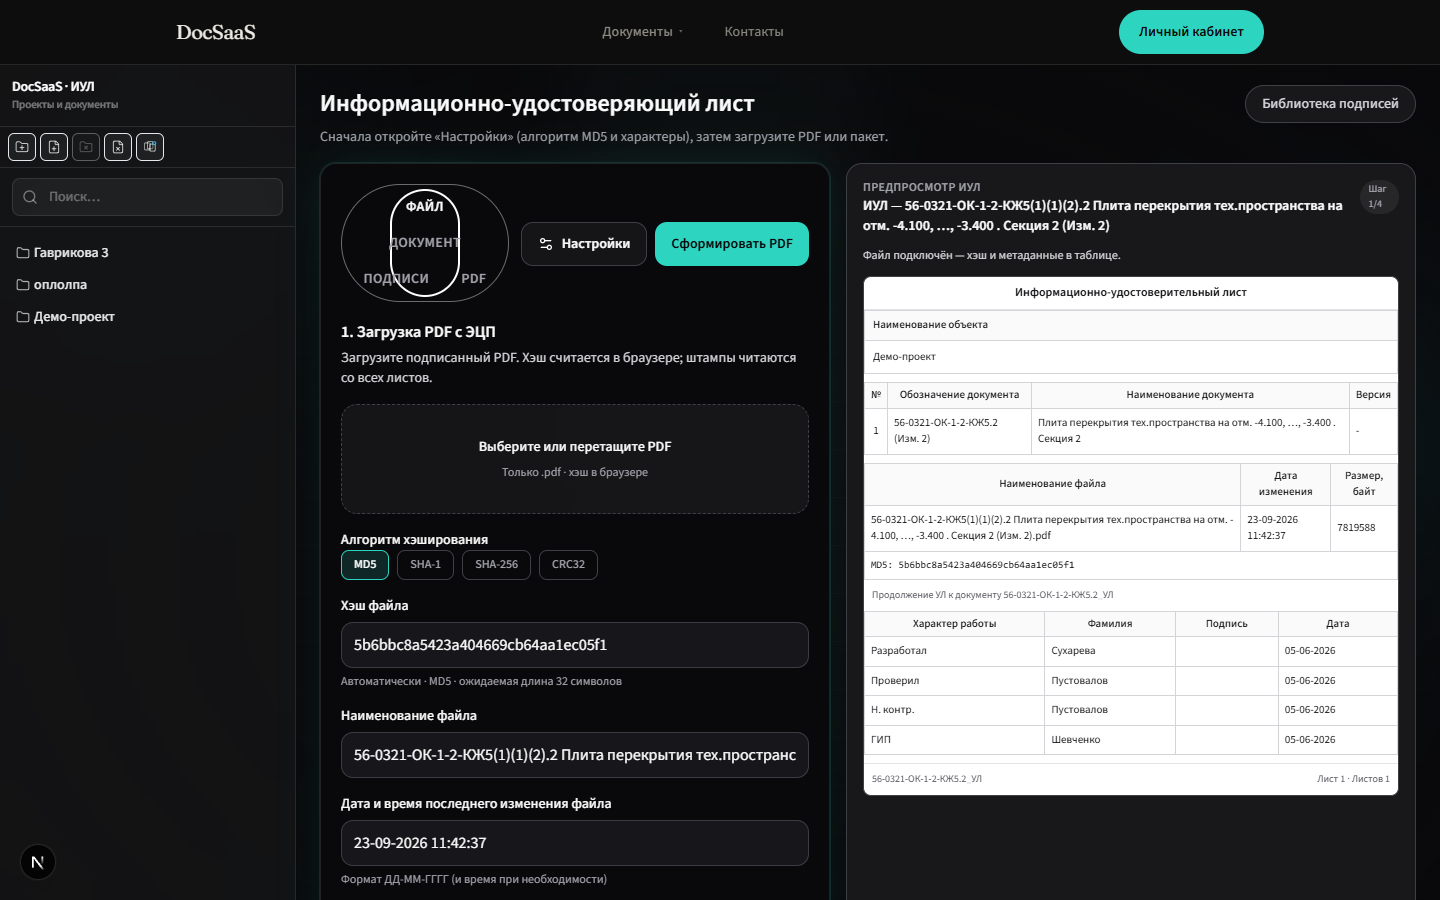 DocSaaS
Документы
Контакты
Личный кабинет
DocSaaS · ИУЛ
Проекты и документы
Поиск...
Гаврикова 3
оплолпа
Демо-проект
Информационно-удостоверяющий лист
Сначала откройте «Настройки» (алгоритм MD5 и характеры), затем загрузите PDF или пакет.
Библиотека подписей
ФАЙЛ
ДОКУМЕНТ
ПОДПИСИ
PDF
Настройки
Сформировать PDF
1. Загрузка PDF с ЭЦП
Загрузите подписанный PDF. Хэш считается в браузере; штампы читаются
со всех листов.
Выберите или перетащите PDF
Только .pdf · хэш в браузере
Алгоритм хэширования
MD5
SHA-1
SHA-256
CRC32
Хэш файла
5b6bbc8a5423a404669cb64aa1ec05f1
Автоматически · MD5 · ожидаемая длина 32 символов
Наименование файла
56-0321-ОК-1-2-КЖ5(1)(1)(2).2 Плита перекрытия тех.пространс
Дата и время последнего изменения файла
23-09-2026 11:42:37
Формат ДД-ММ-ГГГГ (и время при необходимости)
ПРЕДПРОСМОТР ИУЛ
ИУЛ — 56-0321-ОК-1-2-КЖ5(1)(1)(2).2 Плита перекрытия тех.пространства на
отм. -4.100, ..., -3.400 . Секция 2 (Изм. 2)
Шаг
1/4
Файл подключён — хэш и метаданные в таблице.
Информационно-удостоверительный лист
Наименование объекта
Демо-проект
№ Обозначение документа Наименование документа Версия
1 56-0321-ОК-1-2-КЖ5.2 Плита перекрытия тех.пространства на отм. -4.100, ..., -3.400 . -
(Изм. 2) Секция 2
Наименование файла Дата Размер,
изменения байт
56-0321-ОК-1-2-КЖ5(1)(1)(2).2 Плита перекрытия тех.пространства на отм. - 23-09-2026 7819588
4.100, ..., -3.400 . Секция 2 (Изм. 2).pdf 11:42:37
MD5: 5b6bbc8a5423a404669cb64aa1ec05f1
Продолжение УЛ к документу 56-0321-ОК-1-2-КЖ5.2_УЛ
Характер работы Фамилия Подпись Дата
Разработал Сухарева 05-06-2026
Проверил Пустовалов 05-06-2026
Н. контр. Пустовалов 05-06-2026
ГИП Шевченко 05-06-2026
56-0321-ОК-1-2-КЖ5.2_УЛ Лист 1 · Листов 1
N